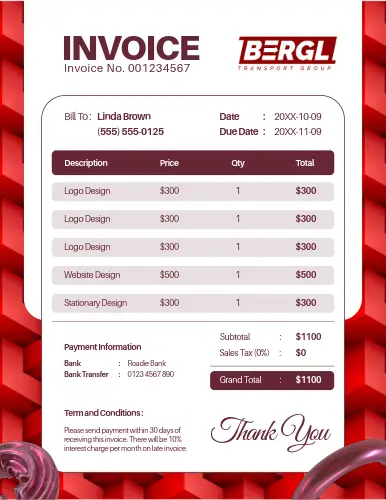 INVOICE
Invoice No. 001234567
BERGL
TRANSPORT GROUP
Bill To : Linda Brown
(555) 555-0125
Date : 20XX-10-09
Due Date : 20XX-11-09
Description Price Qty Total
Logo Design $300 1 $300
Logo Design $300 1 $300
Logo Design $300 1 $300
Website Design $500 1 $500
Stationary Design $300 1 $300
Subtotal : $1100
Sales Tax (0%) : $0
Grand Total : $1100
Payment Information
Bank : Roadie Bank
Bank Transfer : 0123 4567 890
Term and Conditions :
Please send payment within 30 days of
receiving this invoice. There will be 10%
interest charge per month on late invoice.
Thank You